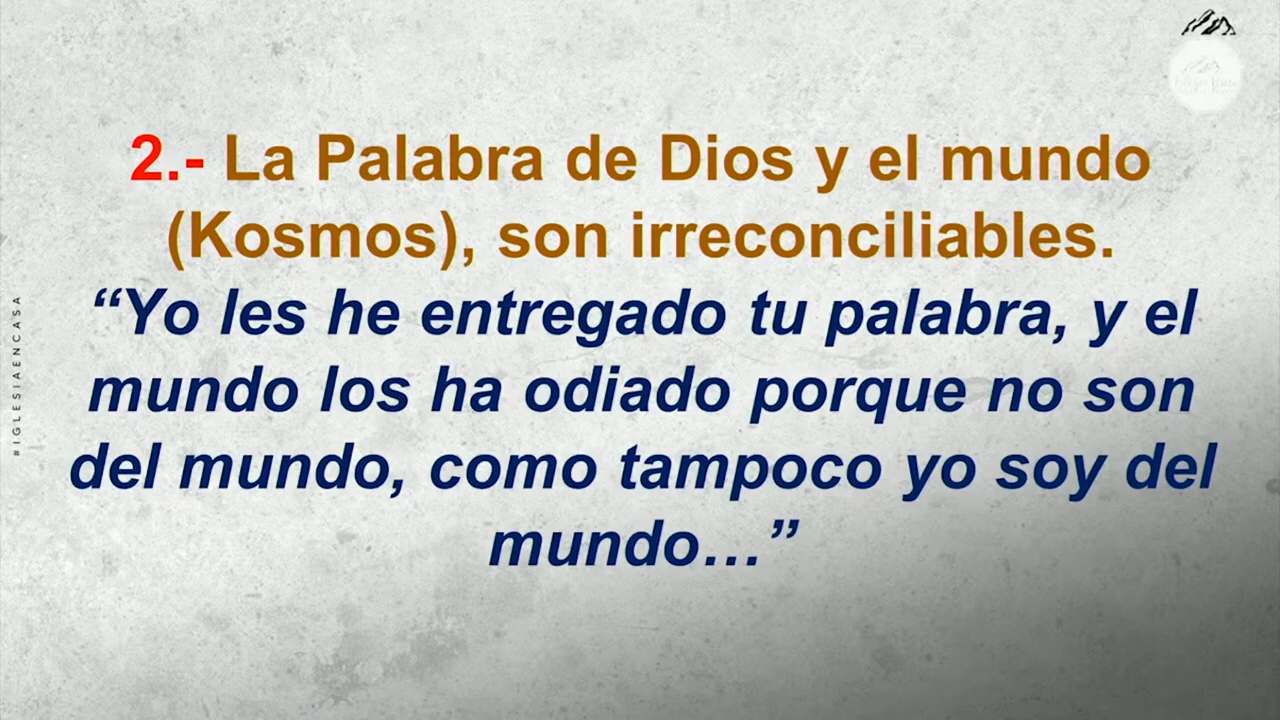 2.- La Palabra de Dios y el mundo
(Kosmos), son irreconciliables.
“Yo les he entregado tu palabra, y el
mundo los ha odiado porque no son
del mundo, como tampoco yo soy del
mundo…”
#IGLESIAENCASA